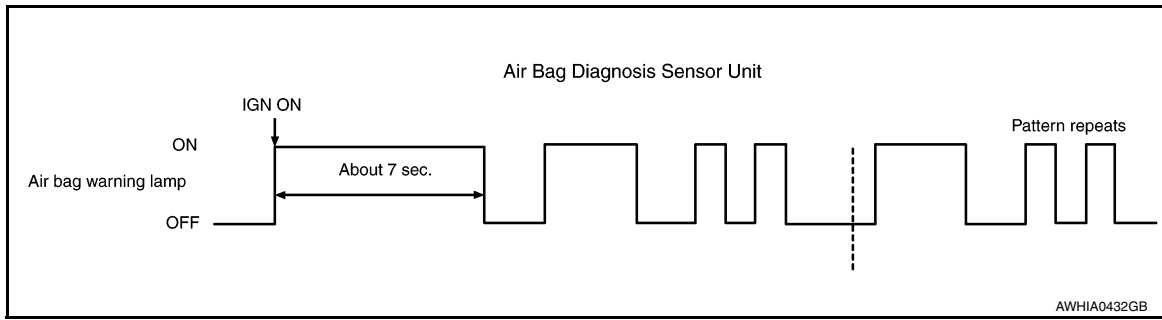 Air Bag Diagnosis Sensor Unit
IGN ON
ON
Pattern repeats
About 7 sec.
Air bag warning lamp
OFF
AWHIA0432GB